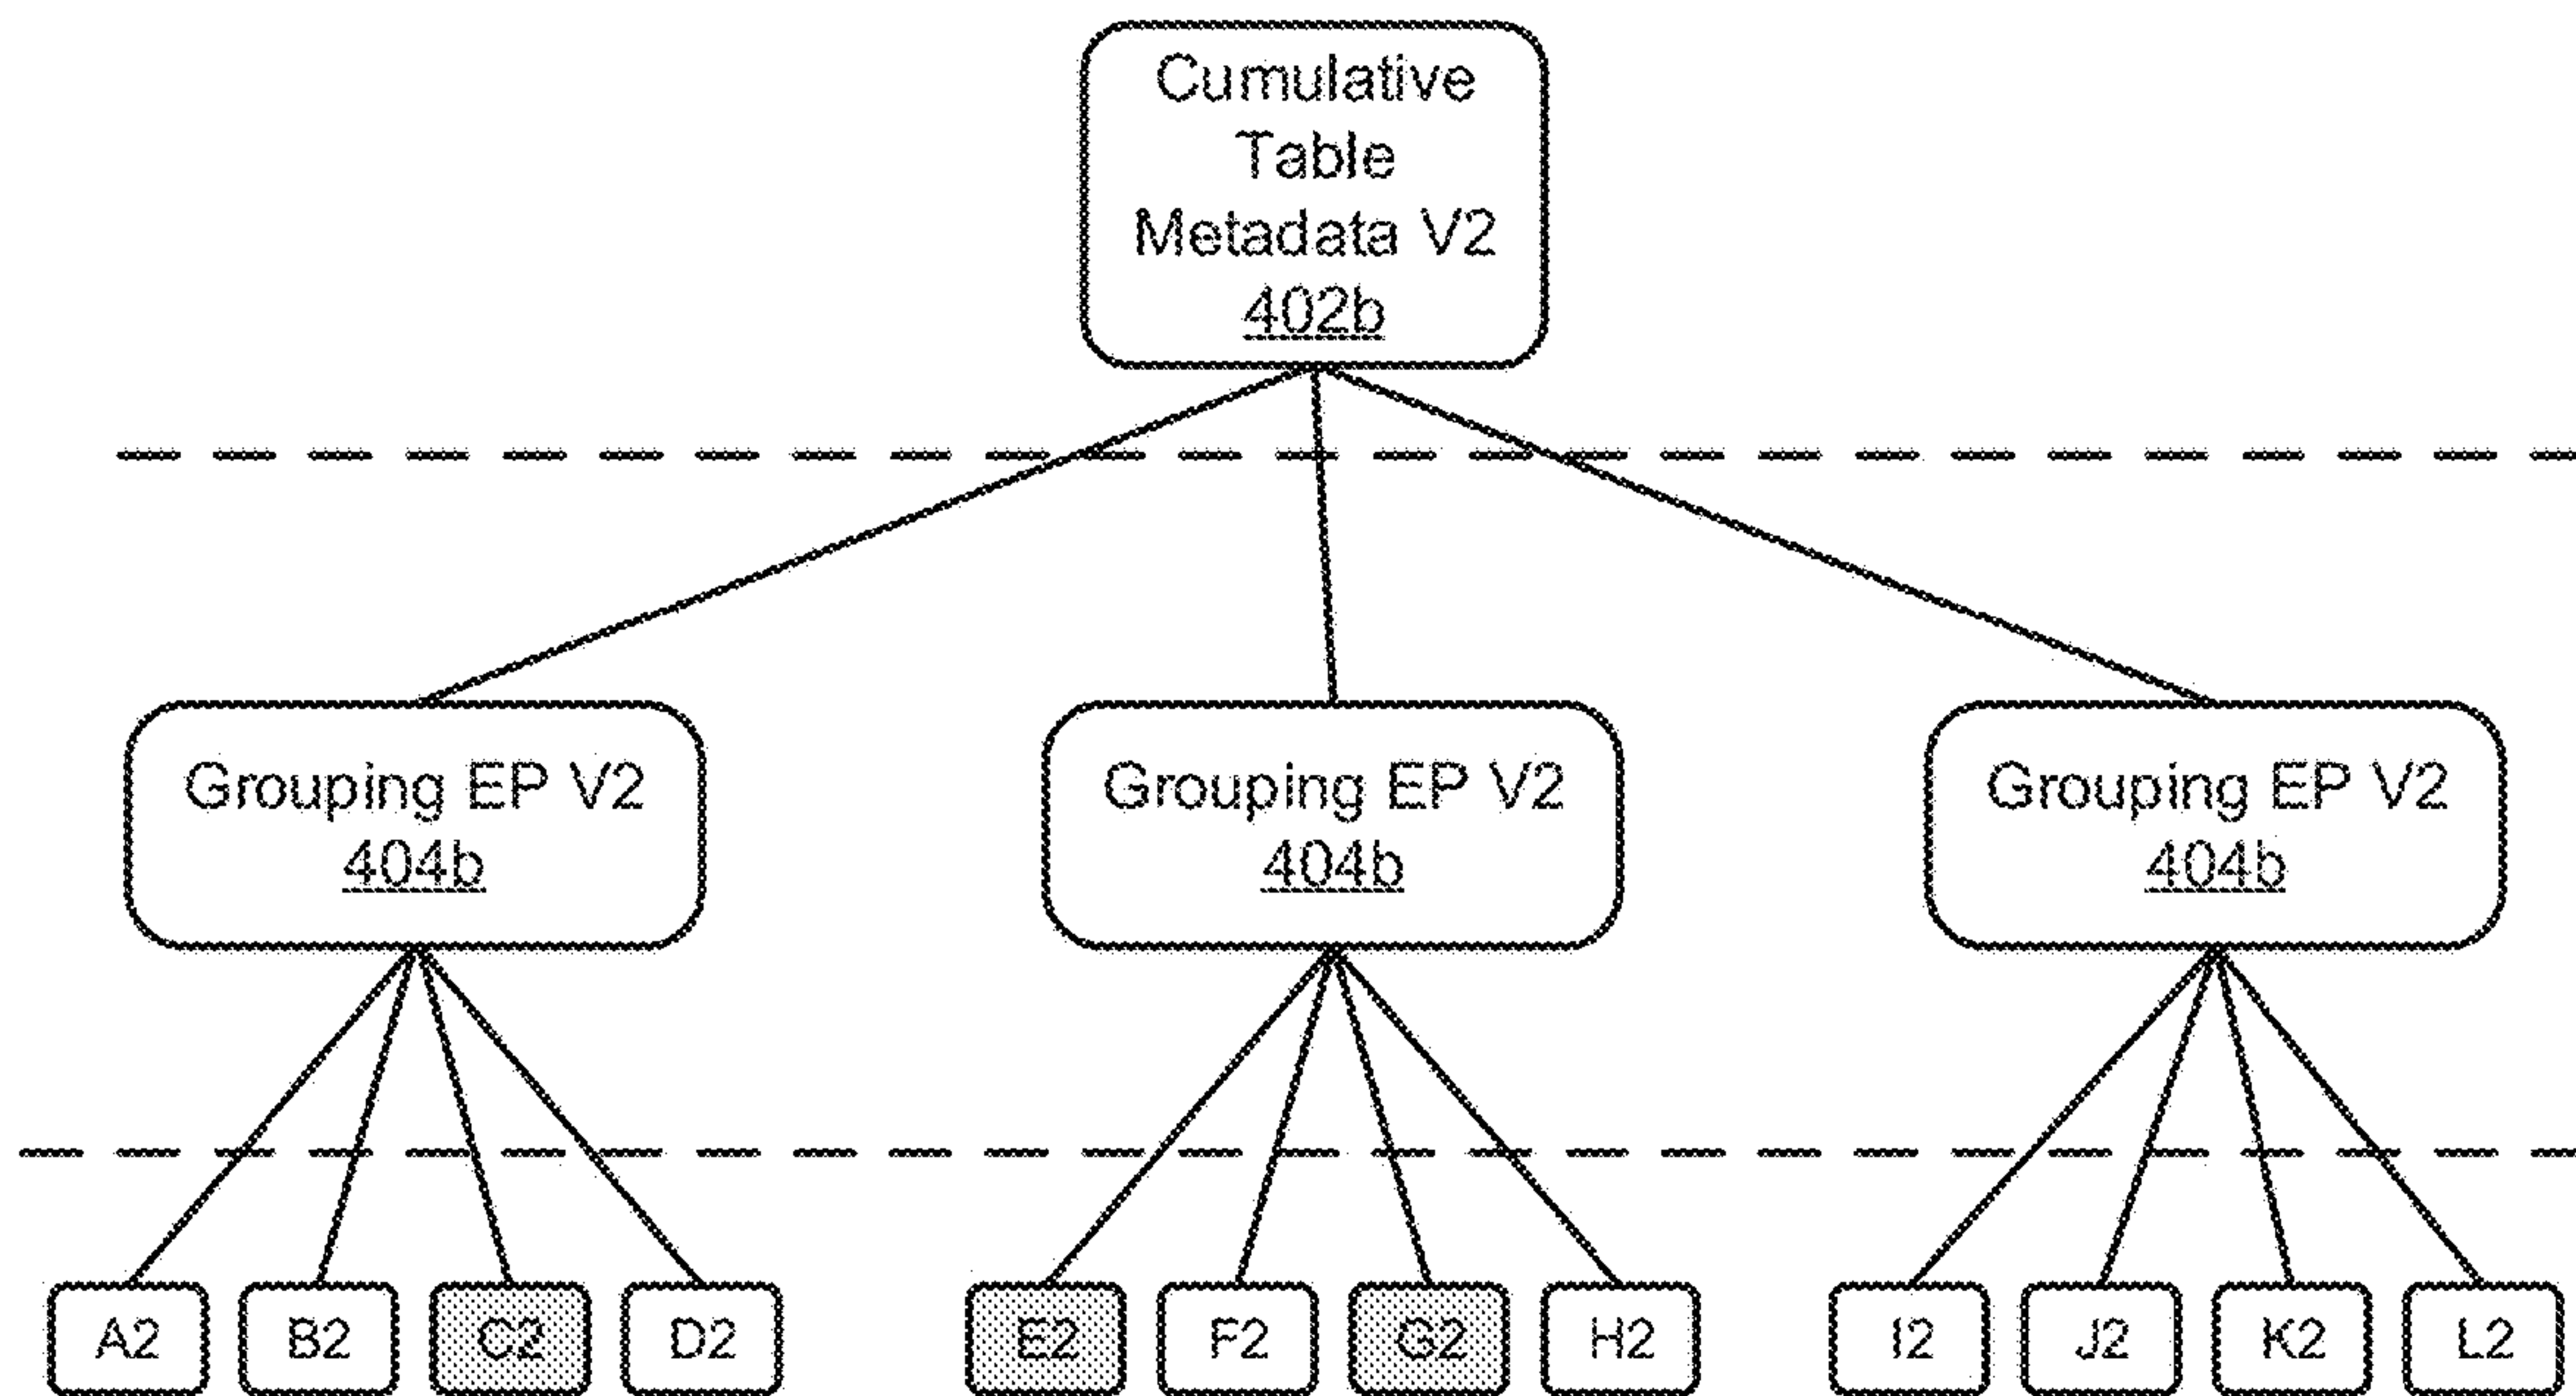 Cumulative
Table
Metadata V2
402b
Grouping EP V2
404b
Grouping EP V2
404b
Grouping EP V2
404b
A2
B2
C2
D2
E2
F2
G2
H2
I2
J2
K2
L2